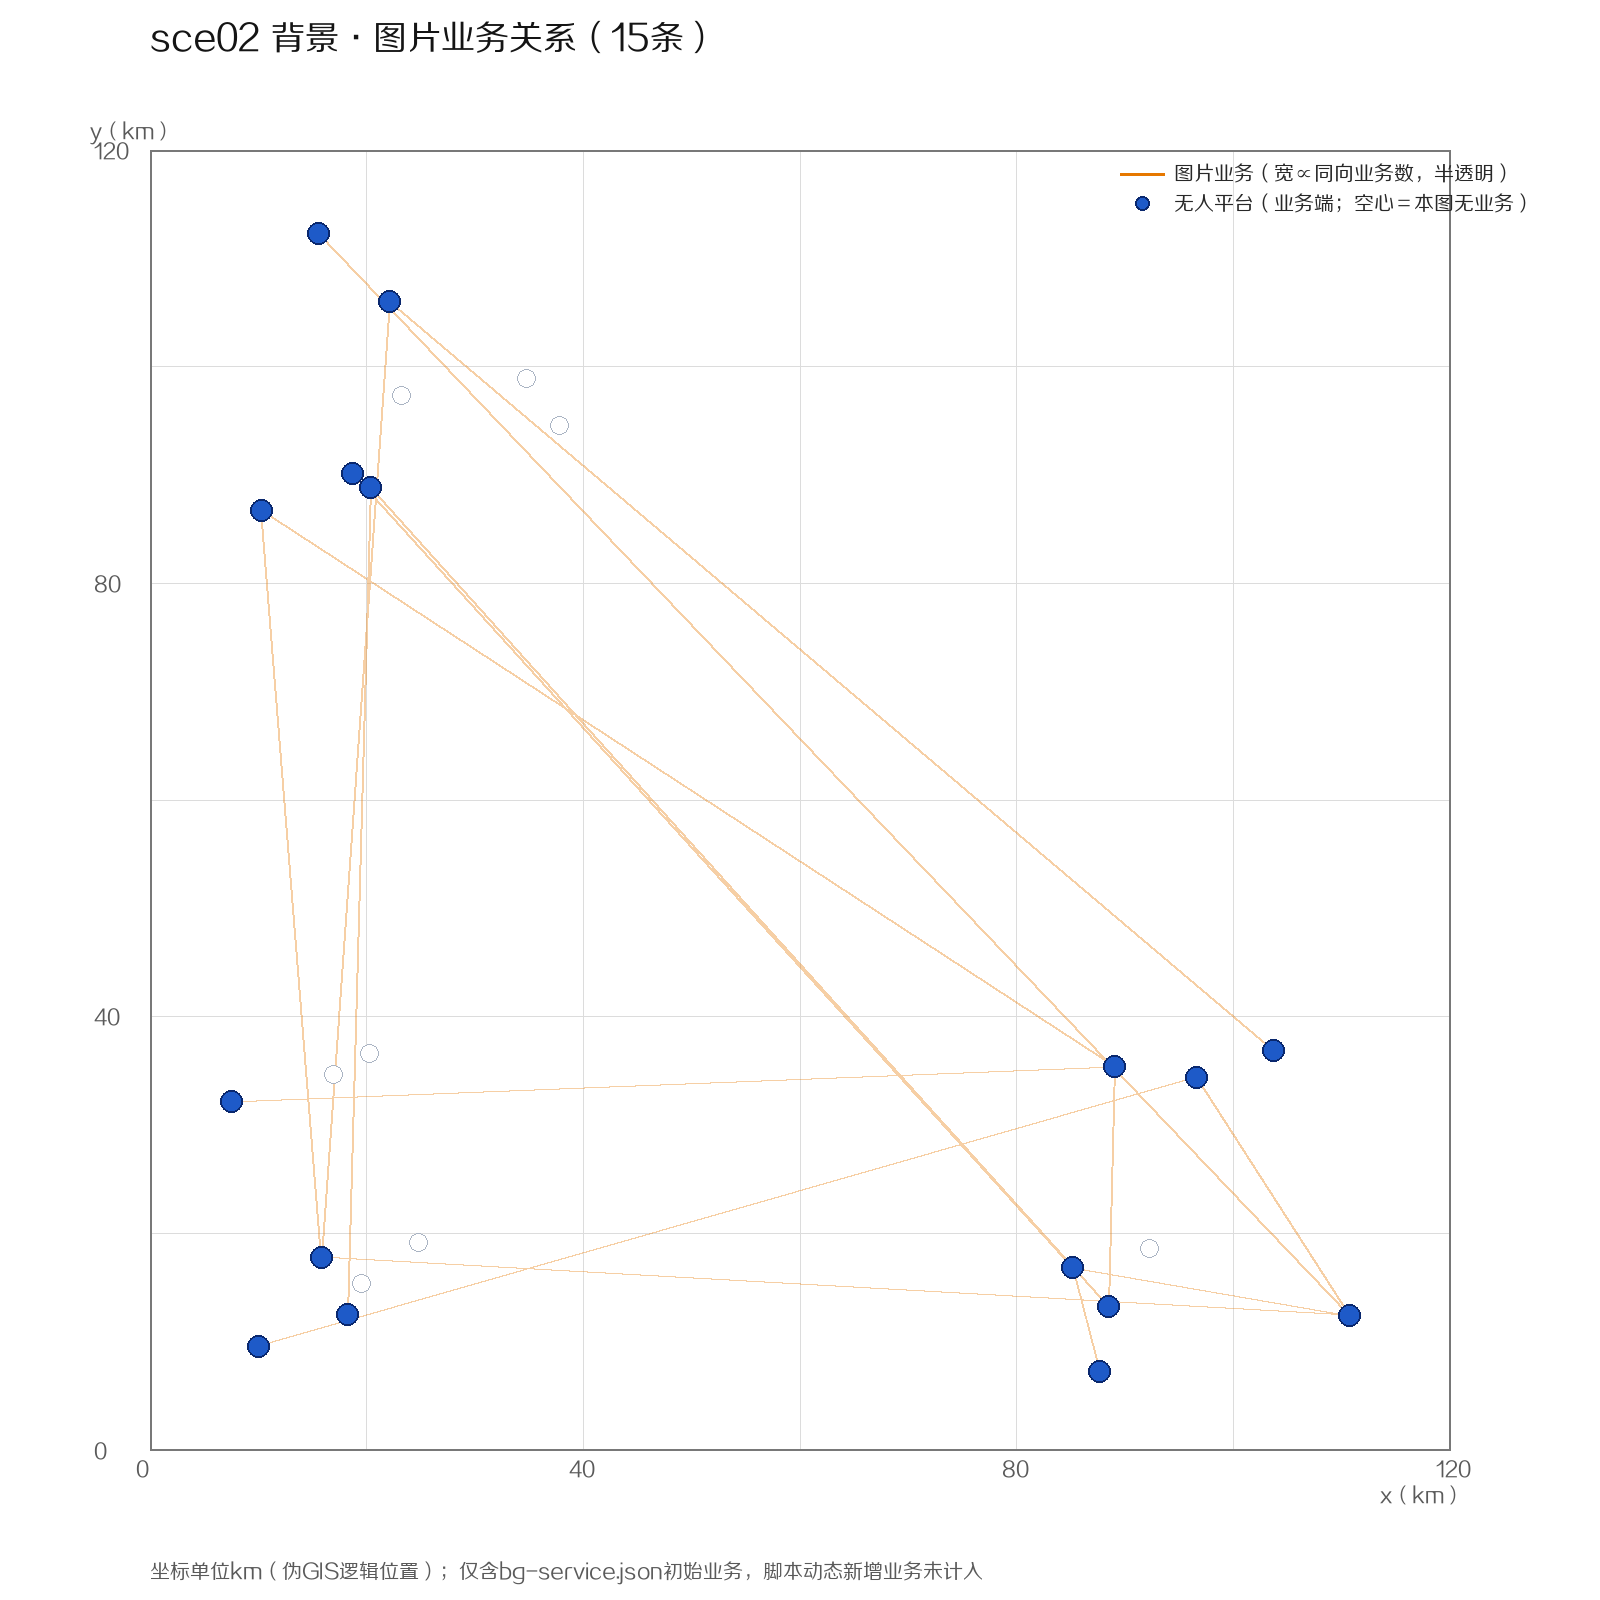 sce02 背景·图片业务关系（15条）
y（km）
120
图片业务（宽∝同向业务数，半透明）
无人平台（业务端；空心＝本图无业务）
80
40
0
0 40 80 120
x（km）
坐标单位km（伪GIS逻辑位置）；仅含bg-service.json初始业务，脚本动态新增业务未计入